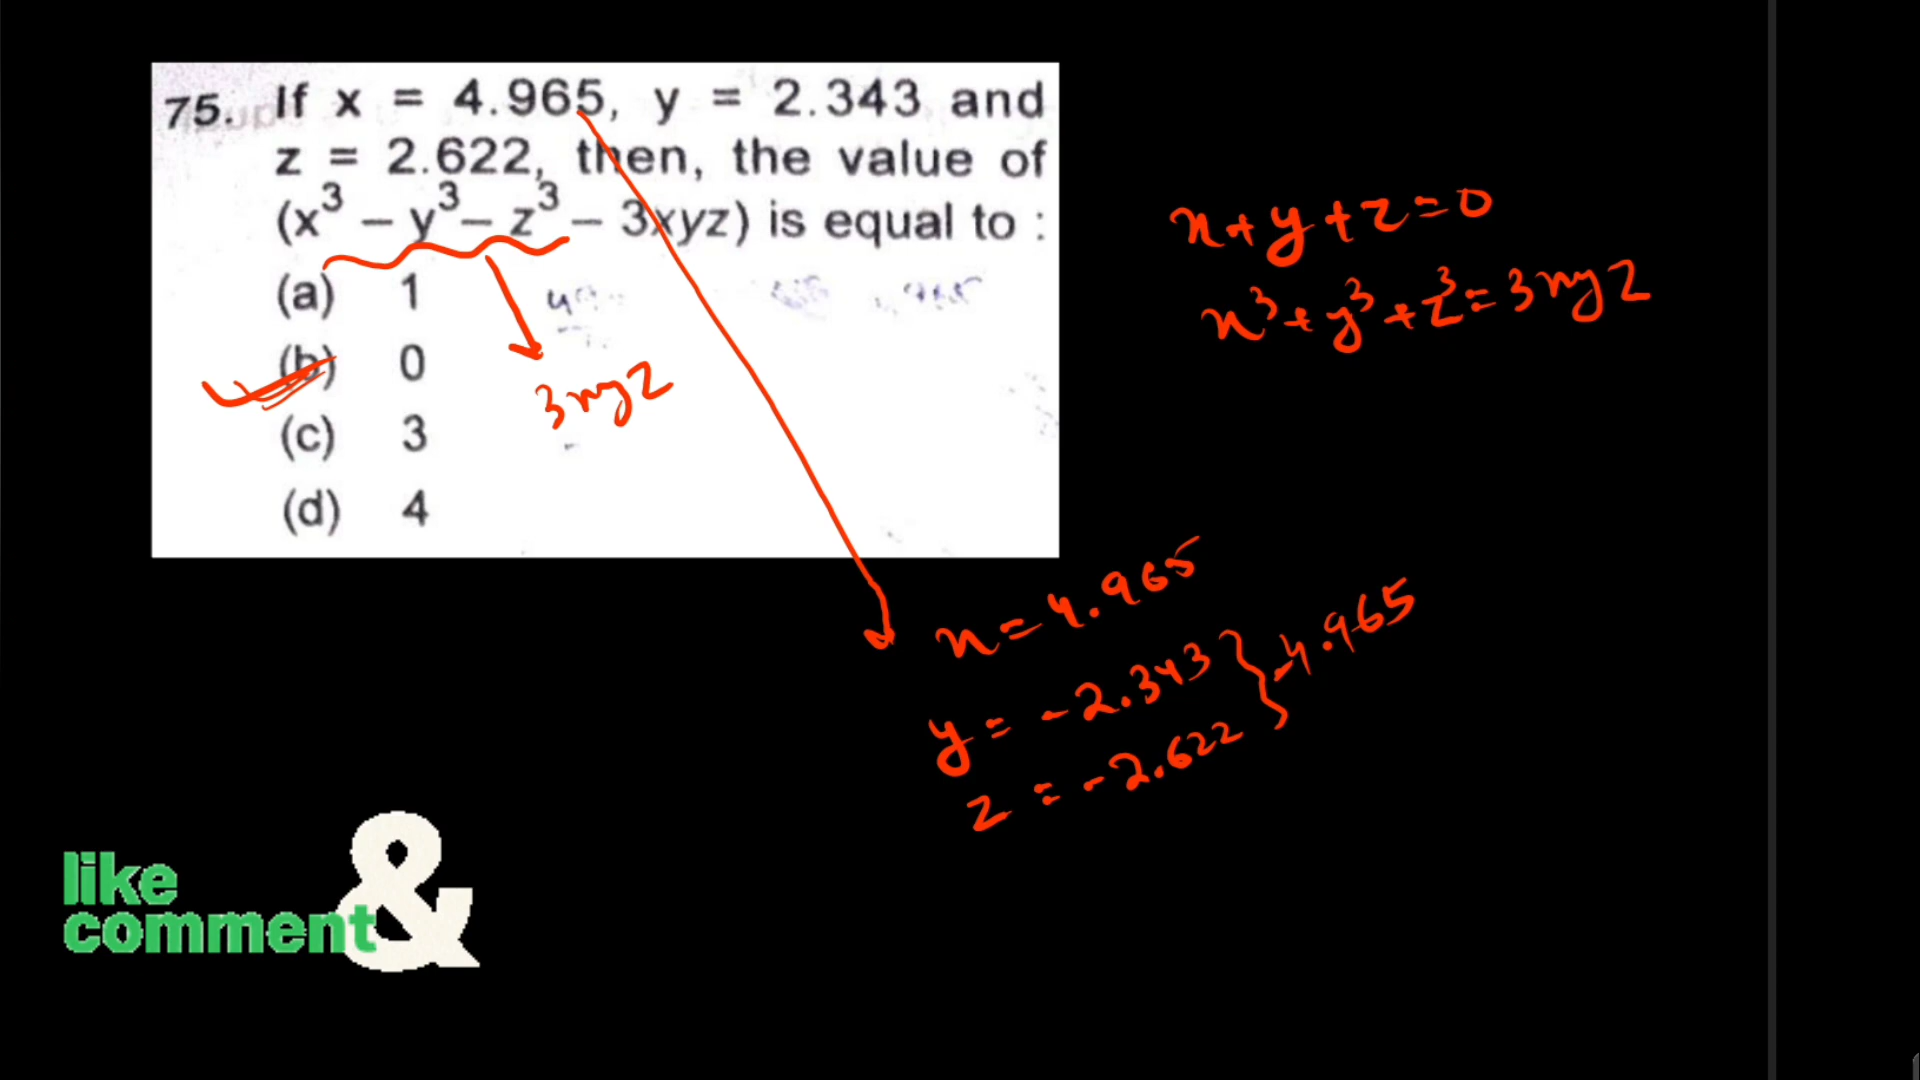 75. If x = 4.965, y = 2.343 and
z = 2.622, then, the value of
(x³ – y³ – z³ – 3xyz) is equal to :
(a) 1
(b) 0
(c) 3
(d) 4
3xyz
x+y+z=0
x³+y³+z³=3xyz
x=4.965
y=-2.343 } -4.965
z=-2.622
like
comment &